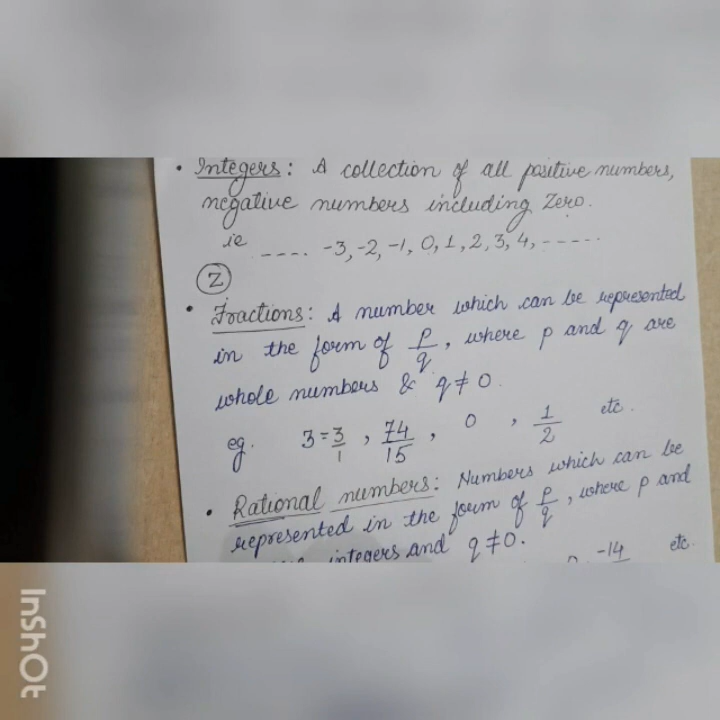 • Integers: A collection of all positive numbers,
negative numbers including Zero.
ie ---- -3, -2, -1, 0, 1, 2, 3, 4, -----
Z
• Fractions: A number which can be represented
in the form of p/q, where p and q are
whole numbers & q ≠ 0.
eg. 3 = 3/1, 74/15, 0, 1/2 etc.
• Rational numbers: Numbers which can be
represented in the form of p/q, where p and
integers and q ≠ 0.
-14 etc.
InShOt